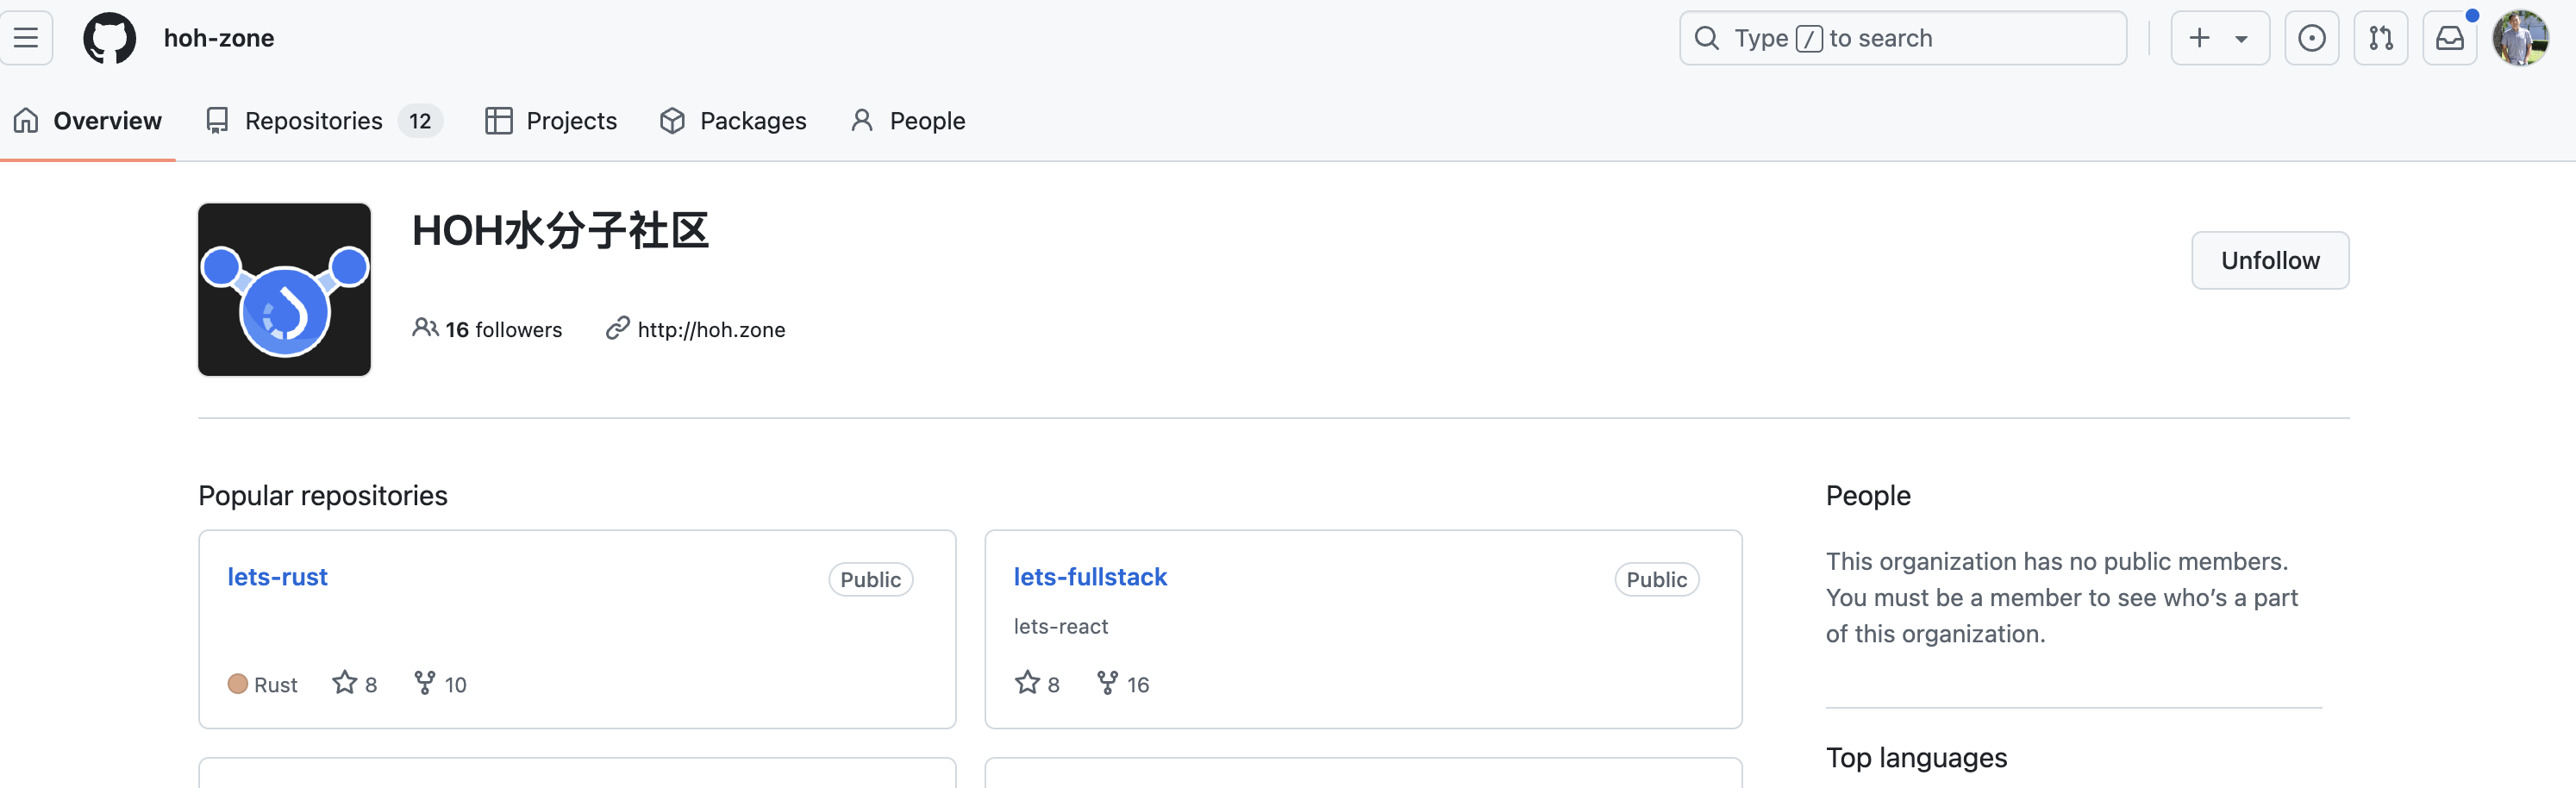 hoh-zone
Type / to search
Overview
Repositories 12
Projects
Packages
People
HOH水分子社区
16 followers
http://hoh.zone
Unfollow
Popular repositories
lets-rust
Public
Rust
8
10
lets-fullstack
Public
lets-react
8
16
People
This organization has no public members.
You must be a member to see who’s a part
of this organization.
Top languages